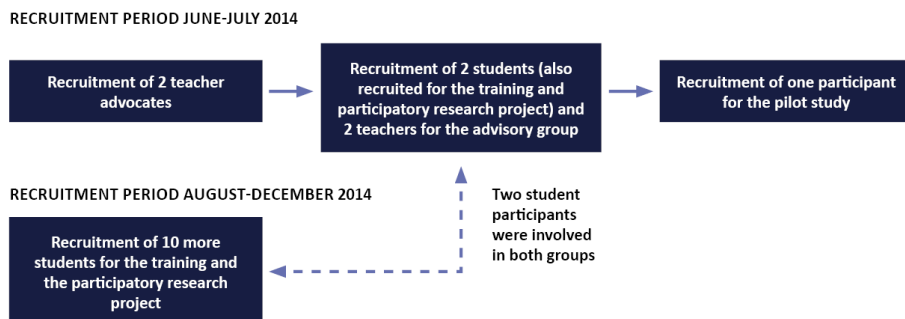 RECRUITMENT PERIOD JUNE-JULY 2014
Recruitment of 2 teacher
advocates
Recruitment of 2 students (also
recruited for the training and
participatory research project) and
2 teachers for the advisory group
Recruitment of one participant
for the pilot study
RECRUITMENT PERIOD AUGUST-DECEMBER 2014
Recruitment of 10 more
students for the training and
the participatory research
project
Two student
participants
were involved
in both groups